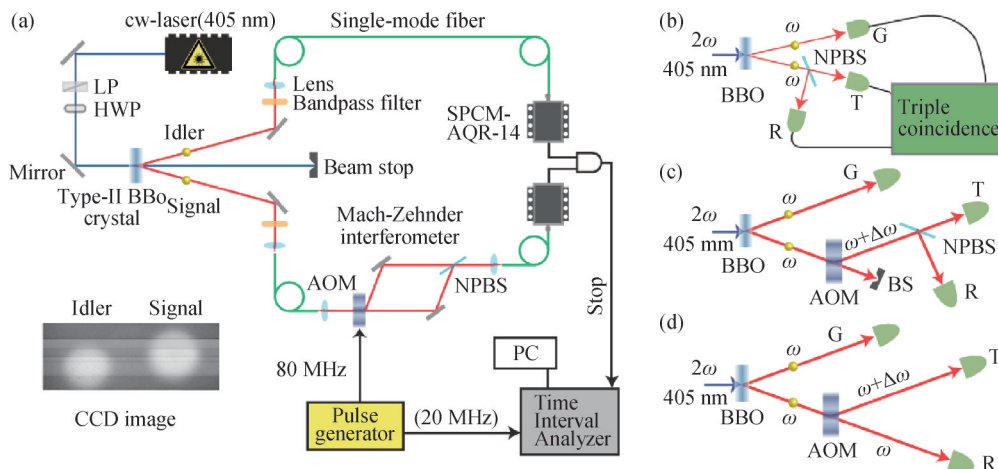 (a)
cw-laser(405 nm)
Single-mode fiber
LP
HWP
Lens
Bandpass filter
SPCM-
AQR-14
Idler
Mirror
Beam stop
Type-II BBo
crystal
Signal
Mach-Zehnder
interferometer
AOM
NPBS
Stop
Idler
Signal
CCD image
80 MHz
PC
Pulse
generator
(20 MHz)
Time
Interval
Analyzer
(b)
2ω
ω
G
NPBS
405 nm
ω
BBO
T
R
Triple
coincidence
(c)
G
T
2ω
ω
405 mm
ω+Δω
BBO
ω
NPBS
AOM
BS
R
(d)
G
2ω
ω
T
405 nm
ω+Δω
BBO
ω
AOM
ω
R